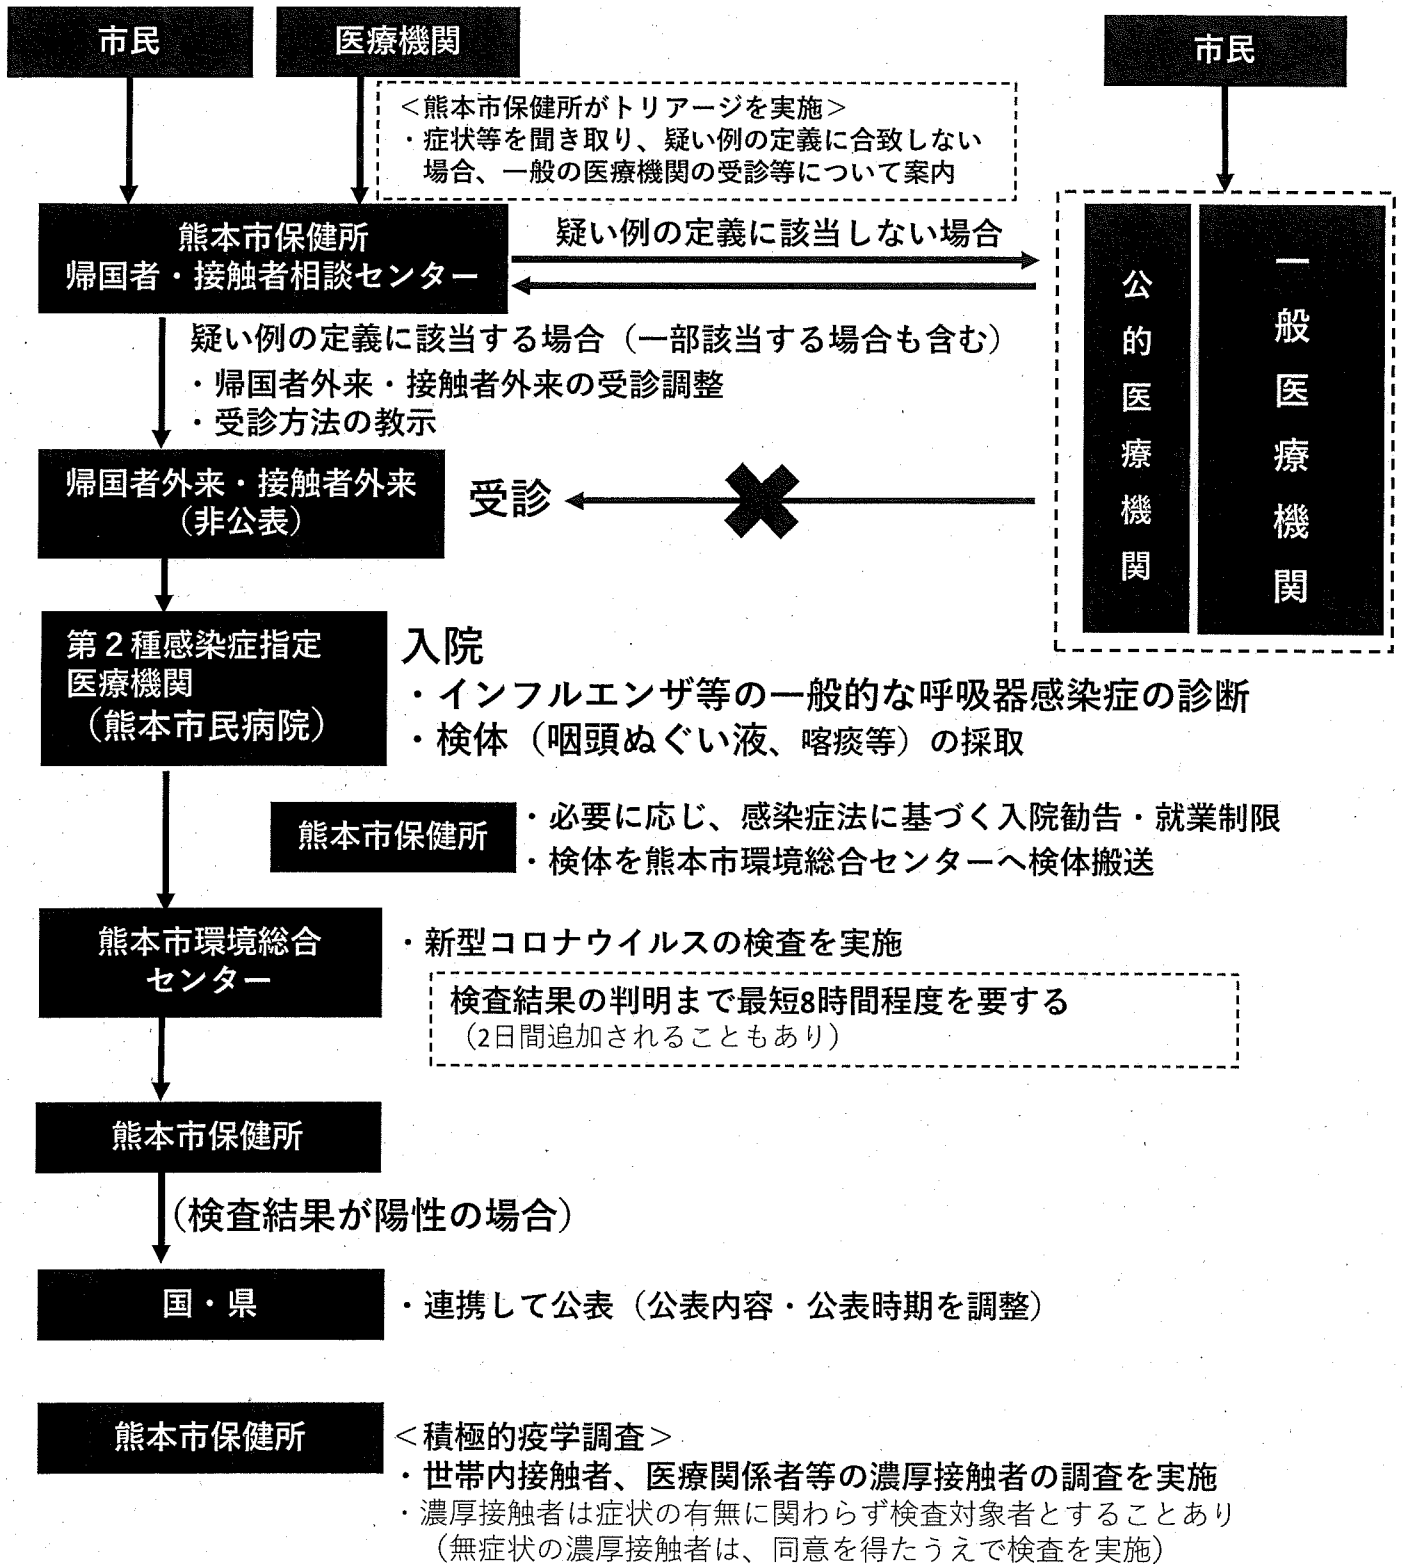 市民
医療機関
市民
＜熊本市保健所がトリアージを実施＞
・症状等を聞き取り、疑い例の定義に合致しない
場合、一般の医療機関の受診等について案内
熊本市保健所
帰国者・接触者相談センター
疑い例の定義に該当しない場合
公的医療機関
一般医療機関
疑い例の定義に該当する場合（一部該当する場合も含む）
・帰国者外来・接触者外来の受診調整
・受診方法の教示
帰国者外来・接触者外来
（非公表）
受診
第２種感染症指定
医療機関
（熊本市民病院）
入院
・インフルエンザ等の一般的な呼吸器感染症の診断
・検体（咽頭ぬぐい液、喀痰等）の採取
熊本市保健所
・必要に応じ、感染症法に基づく入院勧告・就業制限
・検体を熊本市環境総合センターへ検体搬送
熊本市環境総合
センター
・新型コロナウイルスの検査を実施
検査結果の判明まで最短8時間程度を要する
（2日間追加されることもあり）
熊本市保健所
（検査結果が陽性の場合）
国・県
・連携して公表（公表内容・公表時期を調整）
熊本市保健所
＜積極的疫学調査＞
・世帯内接触者、医療関係者等の濃厚接触者の調査を実施
・濃厚接触者は症状の有無に関わらず検査対象者とすることあり
（無症状の濃厚接触者は、同意を得たうえで検査を実施）